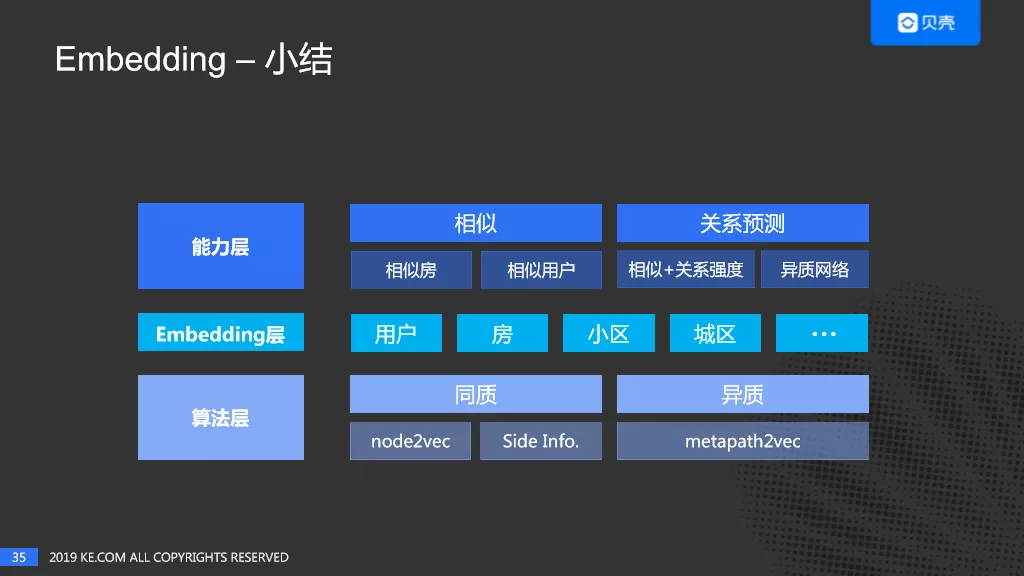 贝壳
Embedding – 小结
能力层
相似
关系预测
相似房
相似用户
相似+关系强度
异质网络
Embedding层
用户
房
小区
城区
···
算法层
同质
异质
node2vec
Side Info.
metapath2vec
35
2019 KE.COM ALL COPYRIGHTS RESERVED